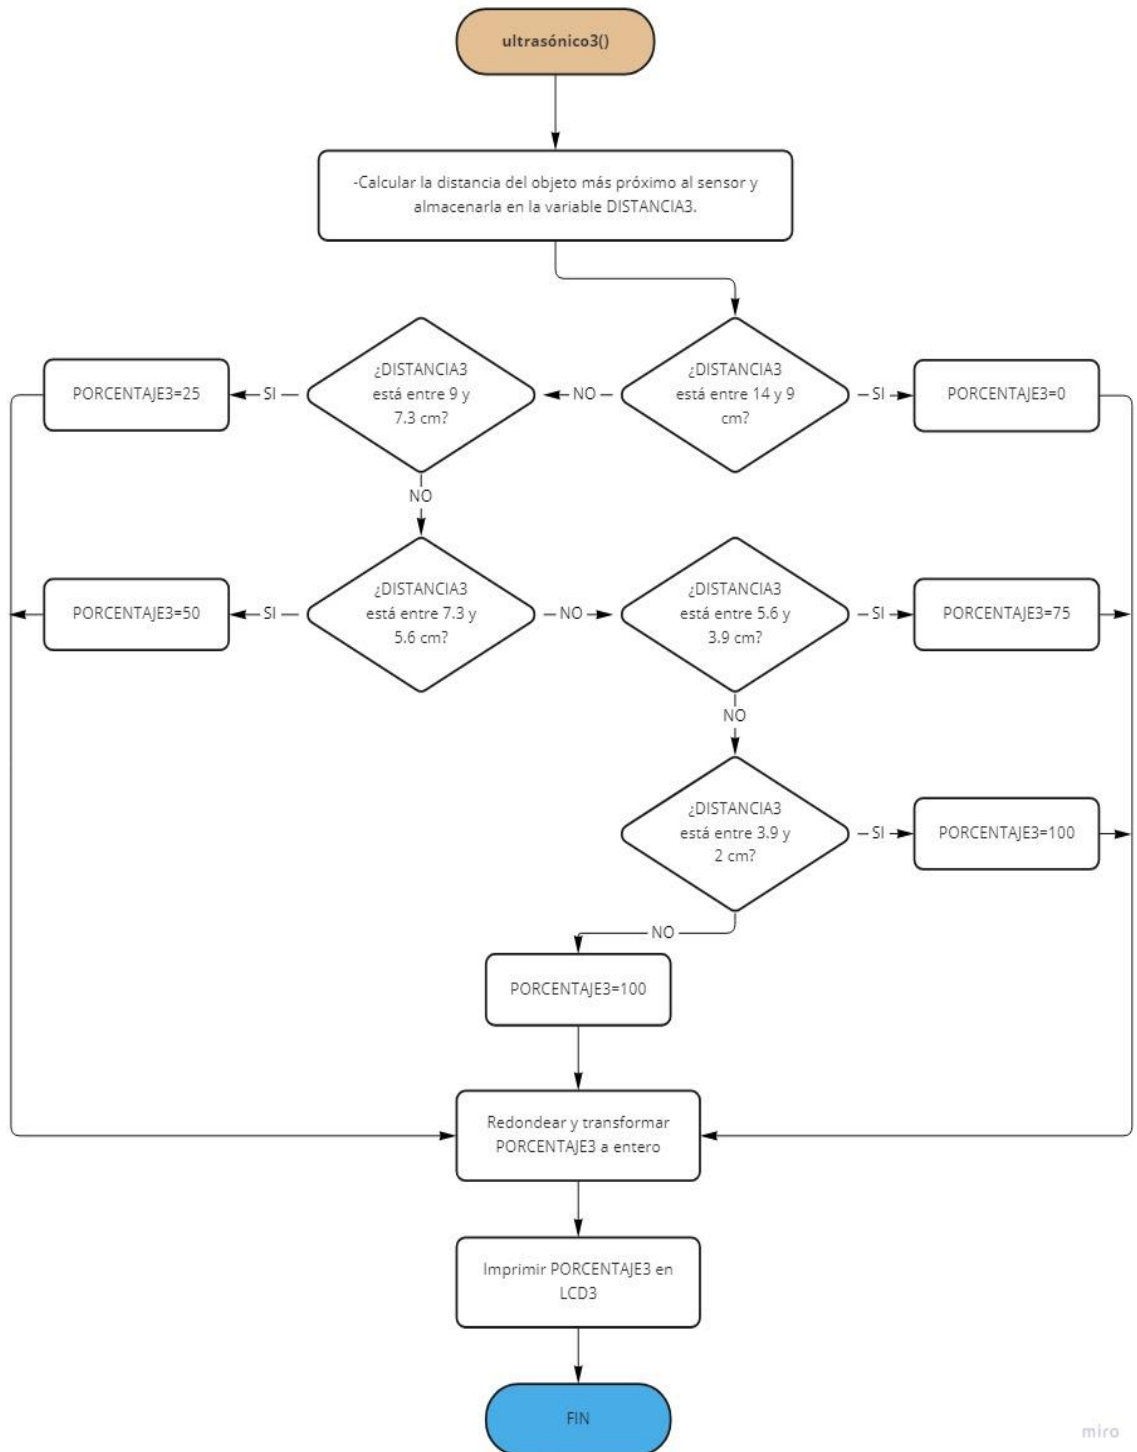 ultrasónico3()
-Calcular la distancia del objeto más próximo al sensor y
almacenarla en la variable DISTANCIA3.
PORCENTAJE3=25
SI
¿DISTANCIA3
está entre 9 y
7.3 cm?
NO
¿DISTANCIA3
está entre 14 y 9
cm?
SI
PORCENTAJE3=0
NO
PORCENTAJE3=50
SI
¿DISTANCIA3
está entre 7.3 y
5.6 cm?
NO
¿DISTANCIA3
está entre 5.6 y
3.9 cm?
SI
PORCENTAJE3=75
NO
¿DISTANCIA3
está entre 3.9 y
2 cm?
SI
PORCENTAJE3=100
NO
PORCENTAJE3=100
Redondear y transformar
PORCENTAJE3 a entero
Imprimir PORCENTAJE3 en
LCD3
FIN
miro